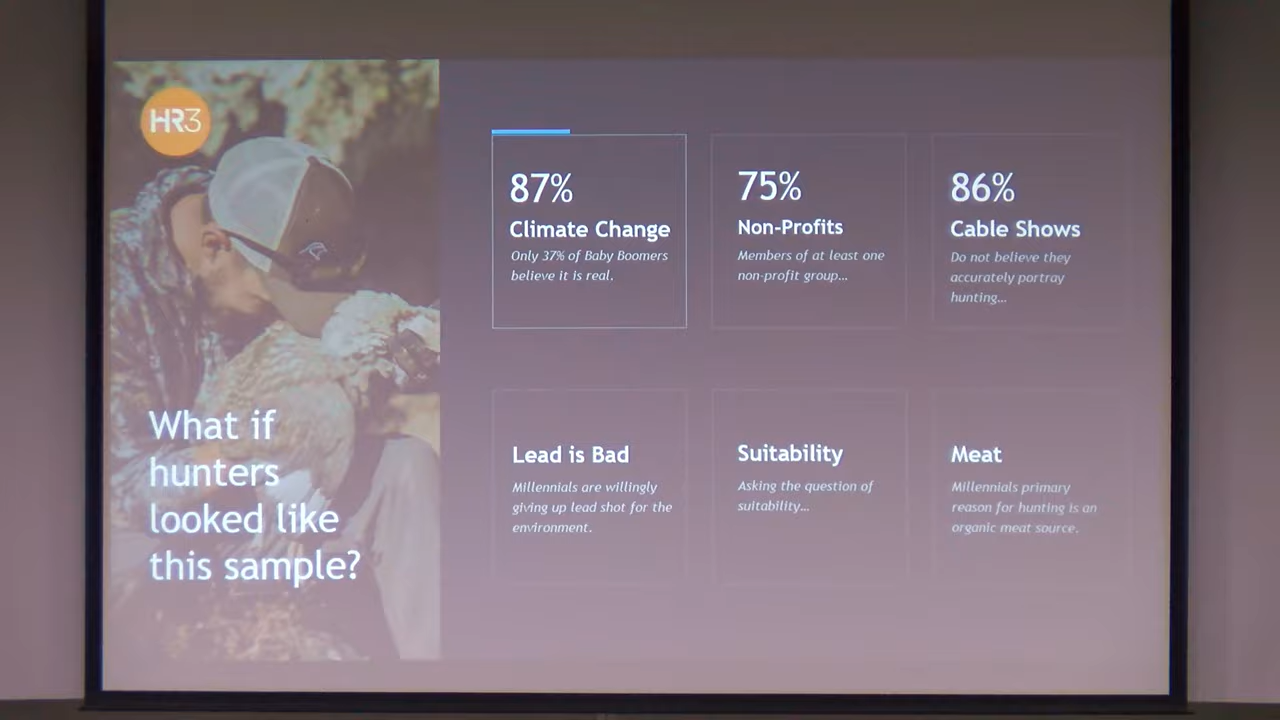 HR3
What if
hunters
looked like
this sample?
87%
Climate Change
Only 37% of Baby Boomers
believe it is real.
75%
Non-Profits
Members of at least one
non-profit group...
86%
Cable Shows
Do not believe they
accurately portray
hunting...
Lead is Bad
Millennials are willingly
giving up lead shot for the
environment.
Suitability
Asking the question of
suitability...
Meat
Millennials primary
reason for hunting is an
organic meat source.